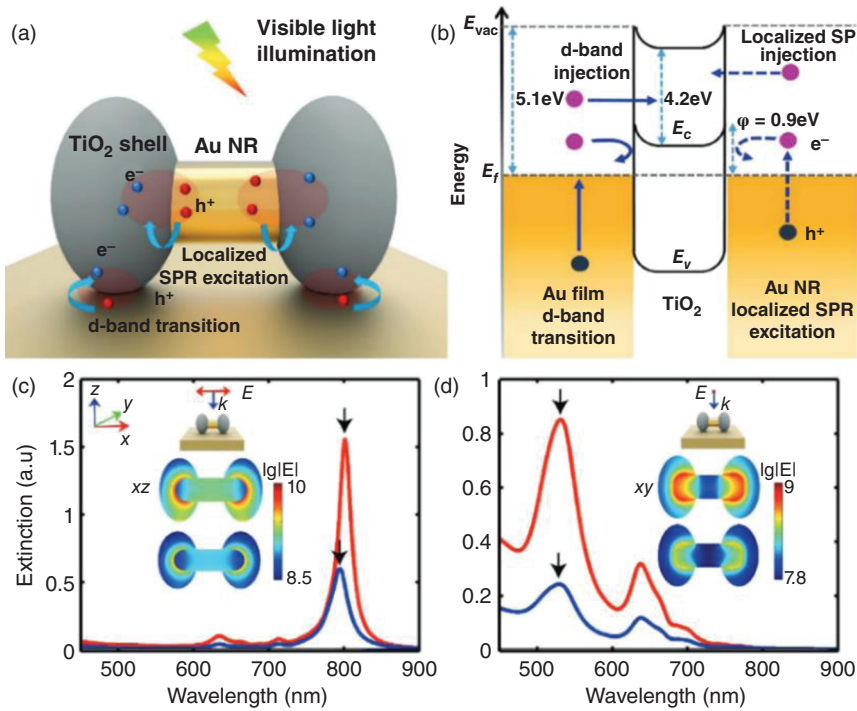 (a)
Visible light
illumination
TiO₂ shell
Au NR
e⁻
h⁺
Localized
SPR excitation
e⁻
h⁺
d-band transition
(b)
Energy
E_vac
d-band
injection
Localized SP
injection
5.1eV
4.2eV
φ = 0.9eV
E_c
e⁻
E_f
h⁺
E_v
Au film
d-band
transition
TiO₂
Au NR
localized SPR
excitation
(c)
Extinction (a.u)
2
1.5
1
0.5
0
z
y
x
E
k
lg|E|
xz
10
8.5
500
600
700
800
900
Wavelength (nm)
(d)
1
0.8
0.6
0.4
0.2
0
E
k
lg|E|
xy
9
7.8
500
600
700
800
900
Wavelength (nm)